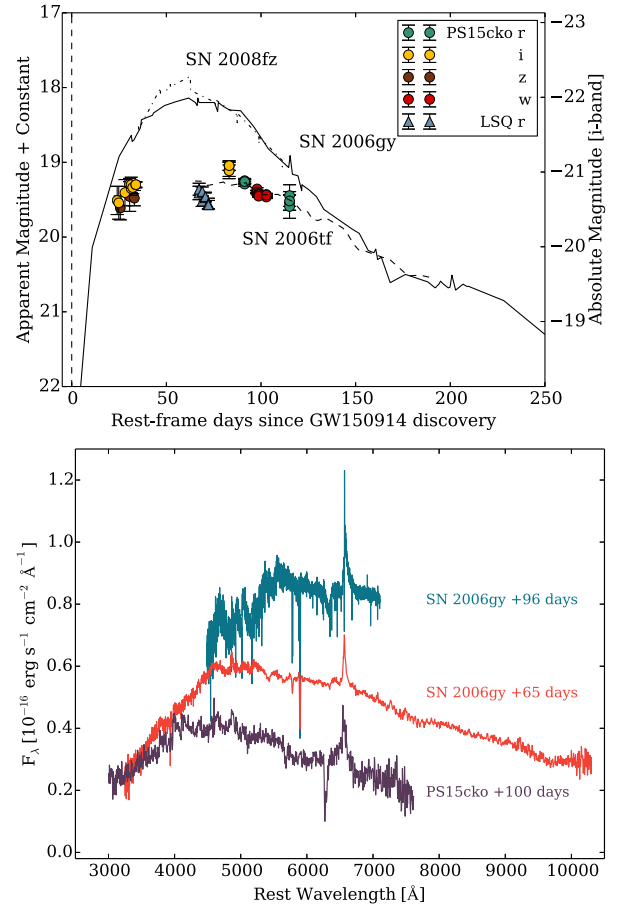 PS15cko r
i
z
w
LSQ r
SN 2008fz
SN 2006gy
SN 2006tf
Apparent Magnitude + Constant
17
18
19
20
21
22
Absolute Magnitude [i-band]
−23
−22
−21
−20
−19
0 50 100 150 200 250
Rest-frame days since GW150914 discovery
F_λ [10⁻¹⁶ erg s⁻¹ cm⁻² Å⁻¹]
1.2
1.0
0.8
0.6
0.4
0.2
0.0
SN 2006gy +96 days
SN 2006gy +65 days
PS15cko +100 days
3000 4000 5000 6000 7000 8000 9000 10000
Rest Wavelength [Å]